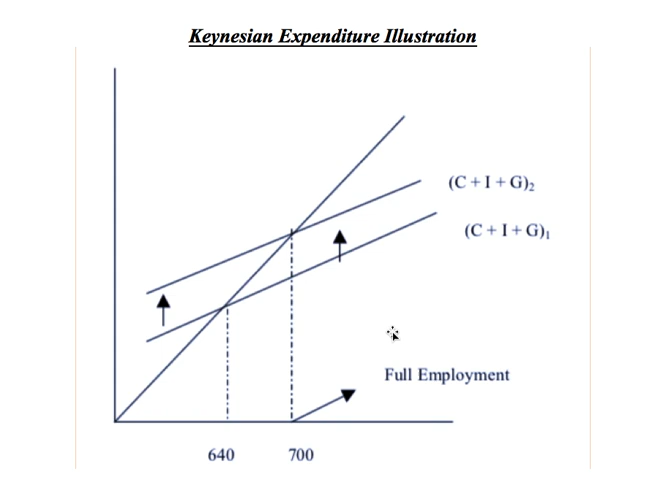 Keynesian Expenditure Illustration
(C + I + G)₂
(C + I + G)₁
Full Employment
640 700